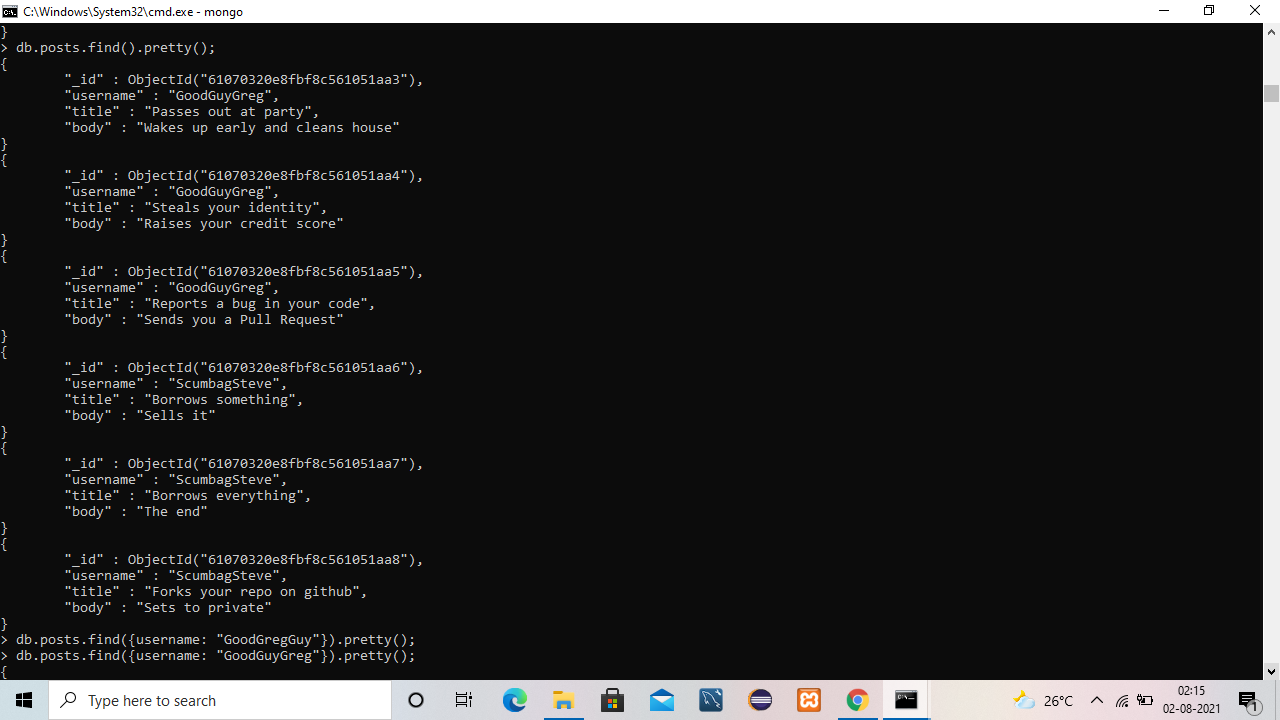 C:\Windows\System32\cmd.exe - mongo
}
> db.posts.find().pretty();
{
        "_id" : ObjectId("61070320e8fbf8c561051aa3"),
        "username" : "GoodGuyGreg",
        "title" : "Passes out at party",
        "body" : "Wakes up early and cleans house"
}
{
        "_id" : ObjectId("61070320e8fbf8c561051aa4"),
        "username" : "GoodGuyGreg",
        "title" : "Steals your identity",
        "body" : "Raises your credit score"
}
{
        "_id" : ObjectId("61070320e8fbf8c561051aa5"),
        "username" : "GoodGuyGreg",
        "title" : "Reports a bug in your code",
        "body" : "Sends you a Pull Request"
}
{
        "_id" : ObjectId("61070320e8fbf8c561051aa6"),
        "username" : "ScumbagSteve",
        "title" : "Borrows something",
        "body" : "Sells it"
}
{
        "_id" : ObjectId("61070320e8fbf8c561051aa7"),
        "username" : "ScumbagSteve",
        "title" : "Borrows everything",
        "body" : "The end"
}
{
        "_id" : ObjectId("61070320e8fbf8c561051aa8"),
        "username" : "ScumbagSteve",
        "title" : "Forks your repo on github",
        "body" : "Sets to private"
}
> db.posts.find({username: "GoodGregGuy"}).pretty();
> db.posts.find({username: "GoodGuyGreg"}).pretty();
{
Type here to search
26°C
02:15
02-08-2021
1